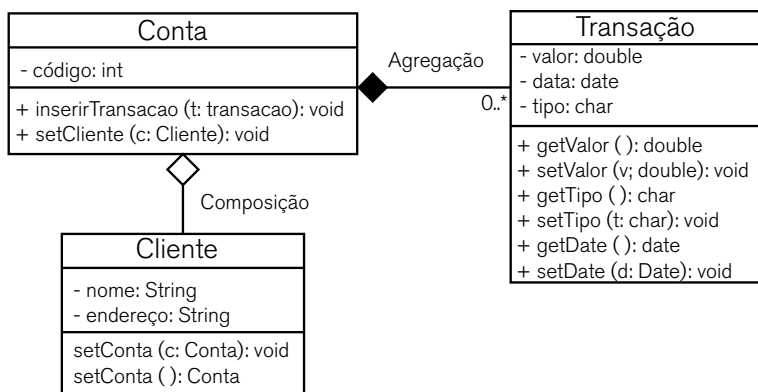 Conta
- código: int
+ inserirTransacao (t: transacao): void
+ setCliente (c: Cliente): void
Agregação
0..*
Transação
- valor: double
- data: date
- tipo: char
+ getValor ( ): double
+ setValor (v; double): void
+ getTipo ( ): char
+ setTipo (t: char): void
+ getDate ( ): date
+ setDate (d: Date): void
Composição
Cliente
- nome: String
- endereço: String
setConta (c: Conta): void
setConta ( ): Conta